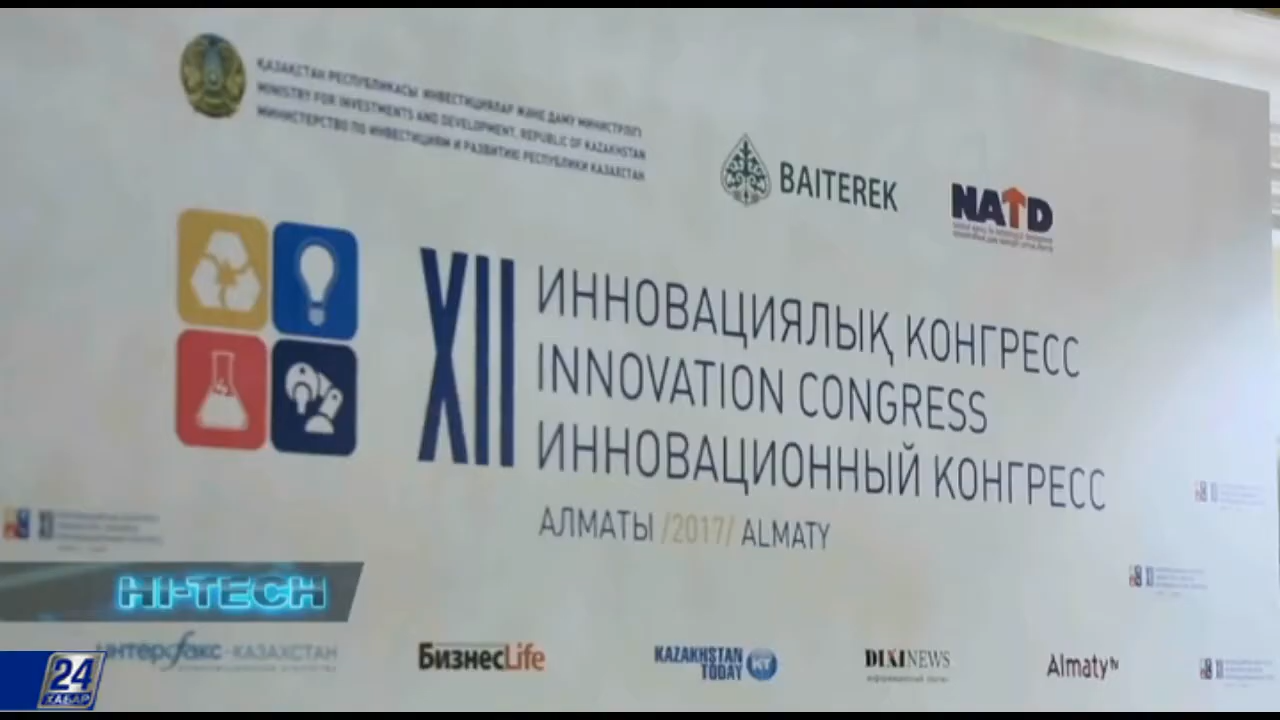 ҚАЗАҚСТАН РЕСПУБЛИКАСЫ ИНВЕСТИЦИЯЛАР ЖӘНЕ ДАМУ МИНИСТРЛІГІ
MINISTRY FOR INVESTMENTS AND DEVELOPMENT, REPUBLIC OF KAZAKHSTAN
МИНИСТЕРСТВО ПО ИНВЕСТИЦИЯМ И РАЗВИТИЮ РЕСПУБЛИКИ КАЗАХСТАН
BAITEREK
NATD
XII
ИННОВАЦИЯЛЫҚ КОНГРЕСС
INNOVATION CONGRESS
ИННОВАЦИОННЫЙ КОНГРЕСС
АЛМАТЫ /2017/ ALMATY
HI-TECH
интерфакс-КАЗАХСТАН
БизнесLife
KAZAKHSTAN TODAY KT
DIXINEWS
Almaty tv
24
ХАБАР